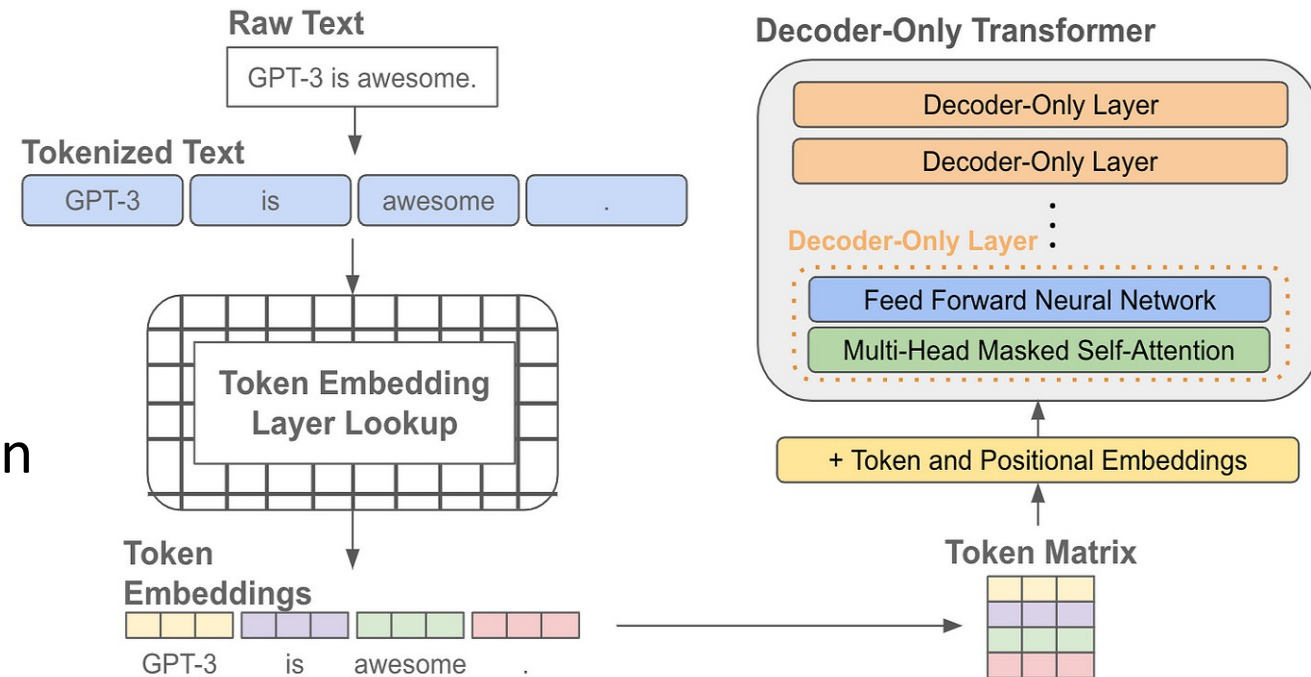 Raw Text
GPT-3 is awesome.
Tokenized Text
GPT-3 is awesome .
Token Embedding
Layer Lookup
n
Token
Embeddings
GPT-3 is awesome .
Decoder-Only Transformer
Decoder-Only Layer
Decoder-Only Layer
Decoder-Only Layer
Feed Forward Neural Network
Multi-Head Masked Self-Attention
+ Token and Positional Embeddings
Token Matrix